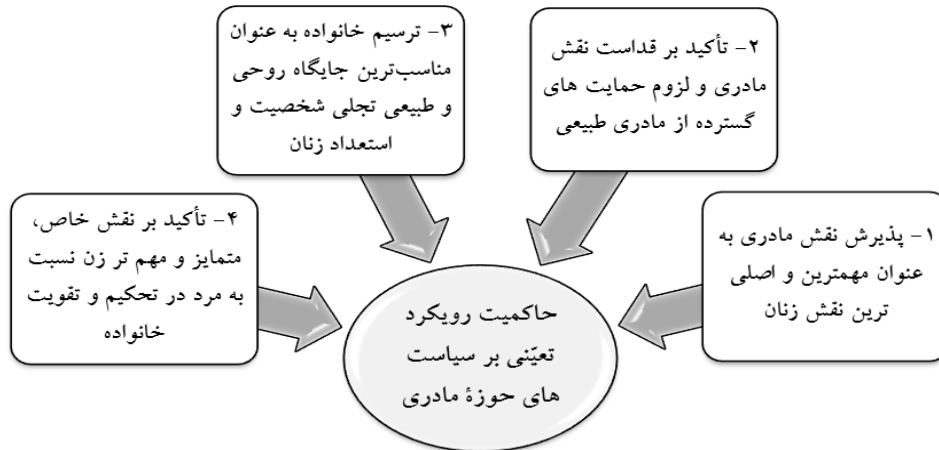 ۱- پذیرش نقش مادری به
عنوان مهمترین و اصلی
ترین نقش زنان
۲- تأکید بر قداست نقش
مادری و لزوم حمایت های
گسترده از مادری طبیعی
۳- ترسیم خانواده به عنوان
مناسب‌ترین جایگاه روحی
و طبیعی تجلی شخصیت و
استعداد زنان
۴- تأکید بر نقش خاص،
متمایز و مهم تر زن نسبت
به مرد در تحکیم و تقویت
خانواده
حاکمیت رویکرد
تعیّنی بر سیاست
های حوزۀ مادری